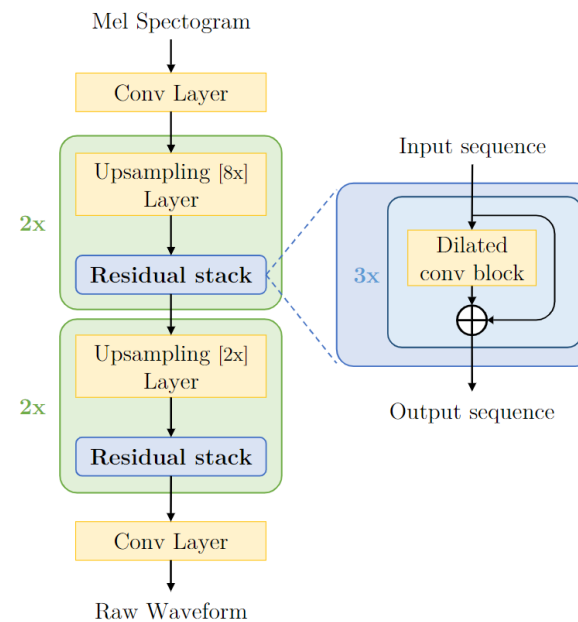 Mel Spectogram
Conv Layer
2x
Upsampling [8x]
Layer
Residual stack
2x
Upsampling [2x]
Layer
Residual stack
Conv Layer
Raw Waveform
Input sequence
3x
Dilated
conv block
Output sequence